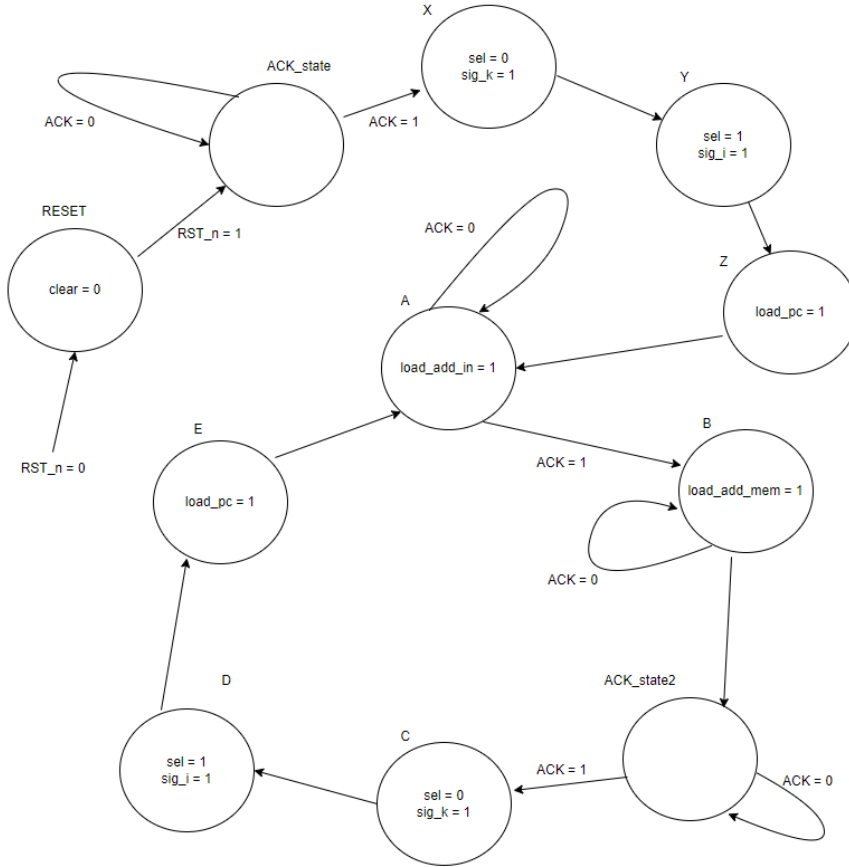 X
sel = 0
sig_k = 1
ACK_state
Y
ACK = 0
ACK = 1
sel = 1
sig_i = 1
RESET
RST_n = 1
ACK = 0
Z
clear = 0
A
load_pc = 1
load_add_in = 1
E
B
RST_n = 0
ACK = 1
load_pc = 1
load_add_mem = 1
ACK = 0
D
ACK_state2
C
sel = 1
sig_i = 1
ACK = 1
ACK = 0
sel = 0
sig_k = 1